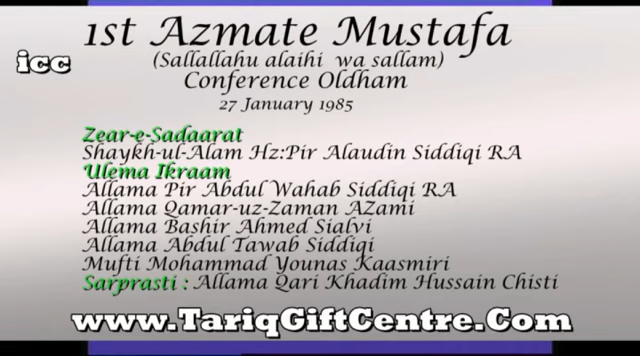 1st Azmate Mustafa
icc
(Sallallahu alaihi wa sallam)
Conference Oldham
27 January 1985
Zear-e-Sadaarat
Shaykh-ul-Alam Hz:Pir Alaudin Siddiqi RA
Ulema Ikraam
Allama Pir Abdul Wahab Siddiqi RA
Allama Qamar-uz-Zaman AZami
Allama Bashir Ahmed Sialvi
Allama Abdul Tawab Siddiqi
Mufti Mohammad Younas Kaasmiri
Sarprasti : Allama Qari Khadim Hussain Chisti
www.TariqGiftCentre.Com